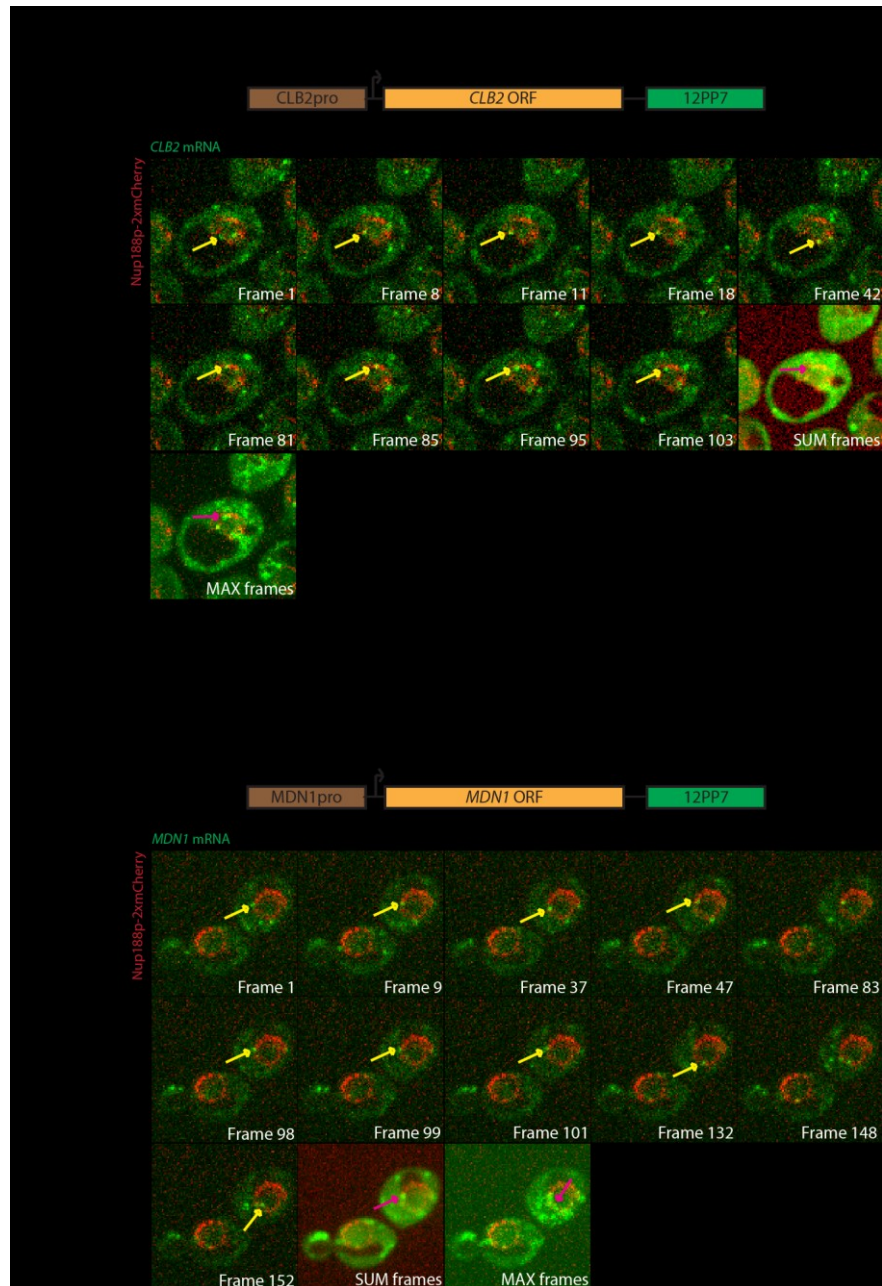 CLB2pro
CLB2 ORF
12PP7
CLB2 mRNA
Nup188p-2xmCherry
Frame 1
Frame 8
Frame 11
Frame 18
Frame 42
Frame 81
Frame 85
Frame 95
Frame 103
SUM frames
MAX frames
MDN1pro
MDN1 ORF
12PP7
MDN1 mRNA
Nup188p-2xmCherry
Frame 1
Frame 9
Frame 37
Frame 47
Frame 83
Frame 98
Frame 99
Frame 101
Frame 132
Frame 148
Frame 152
SUM frames
MAX frames